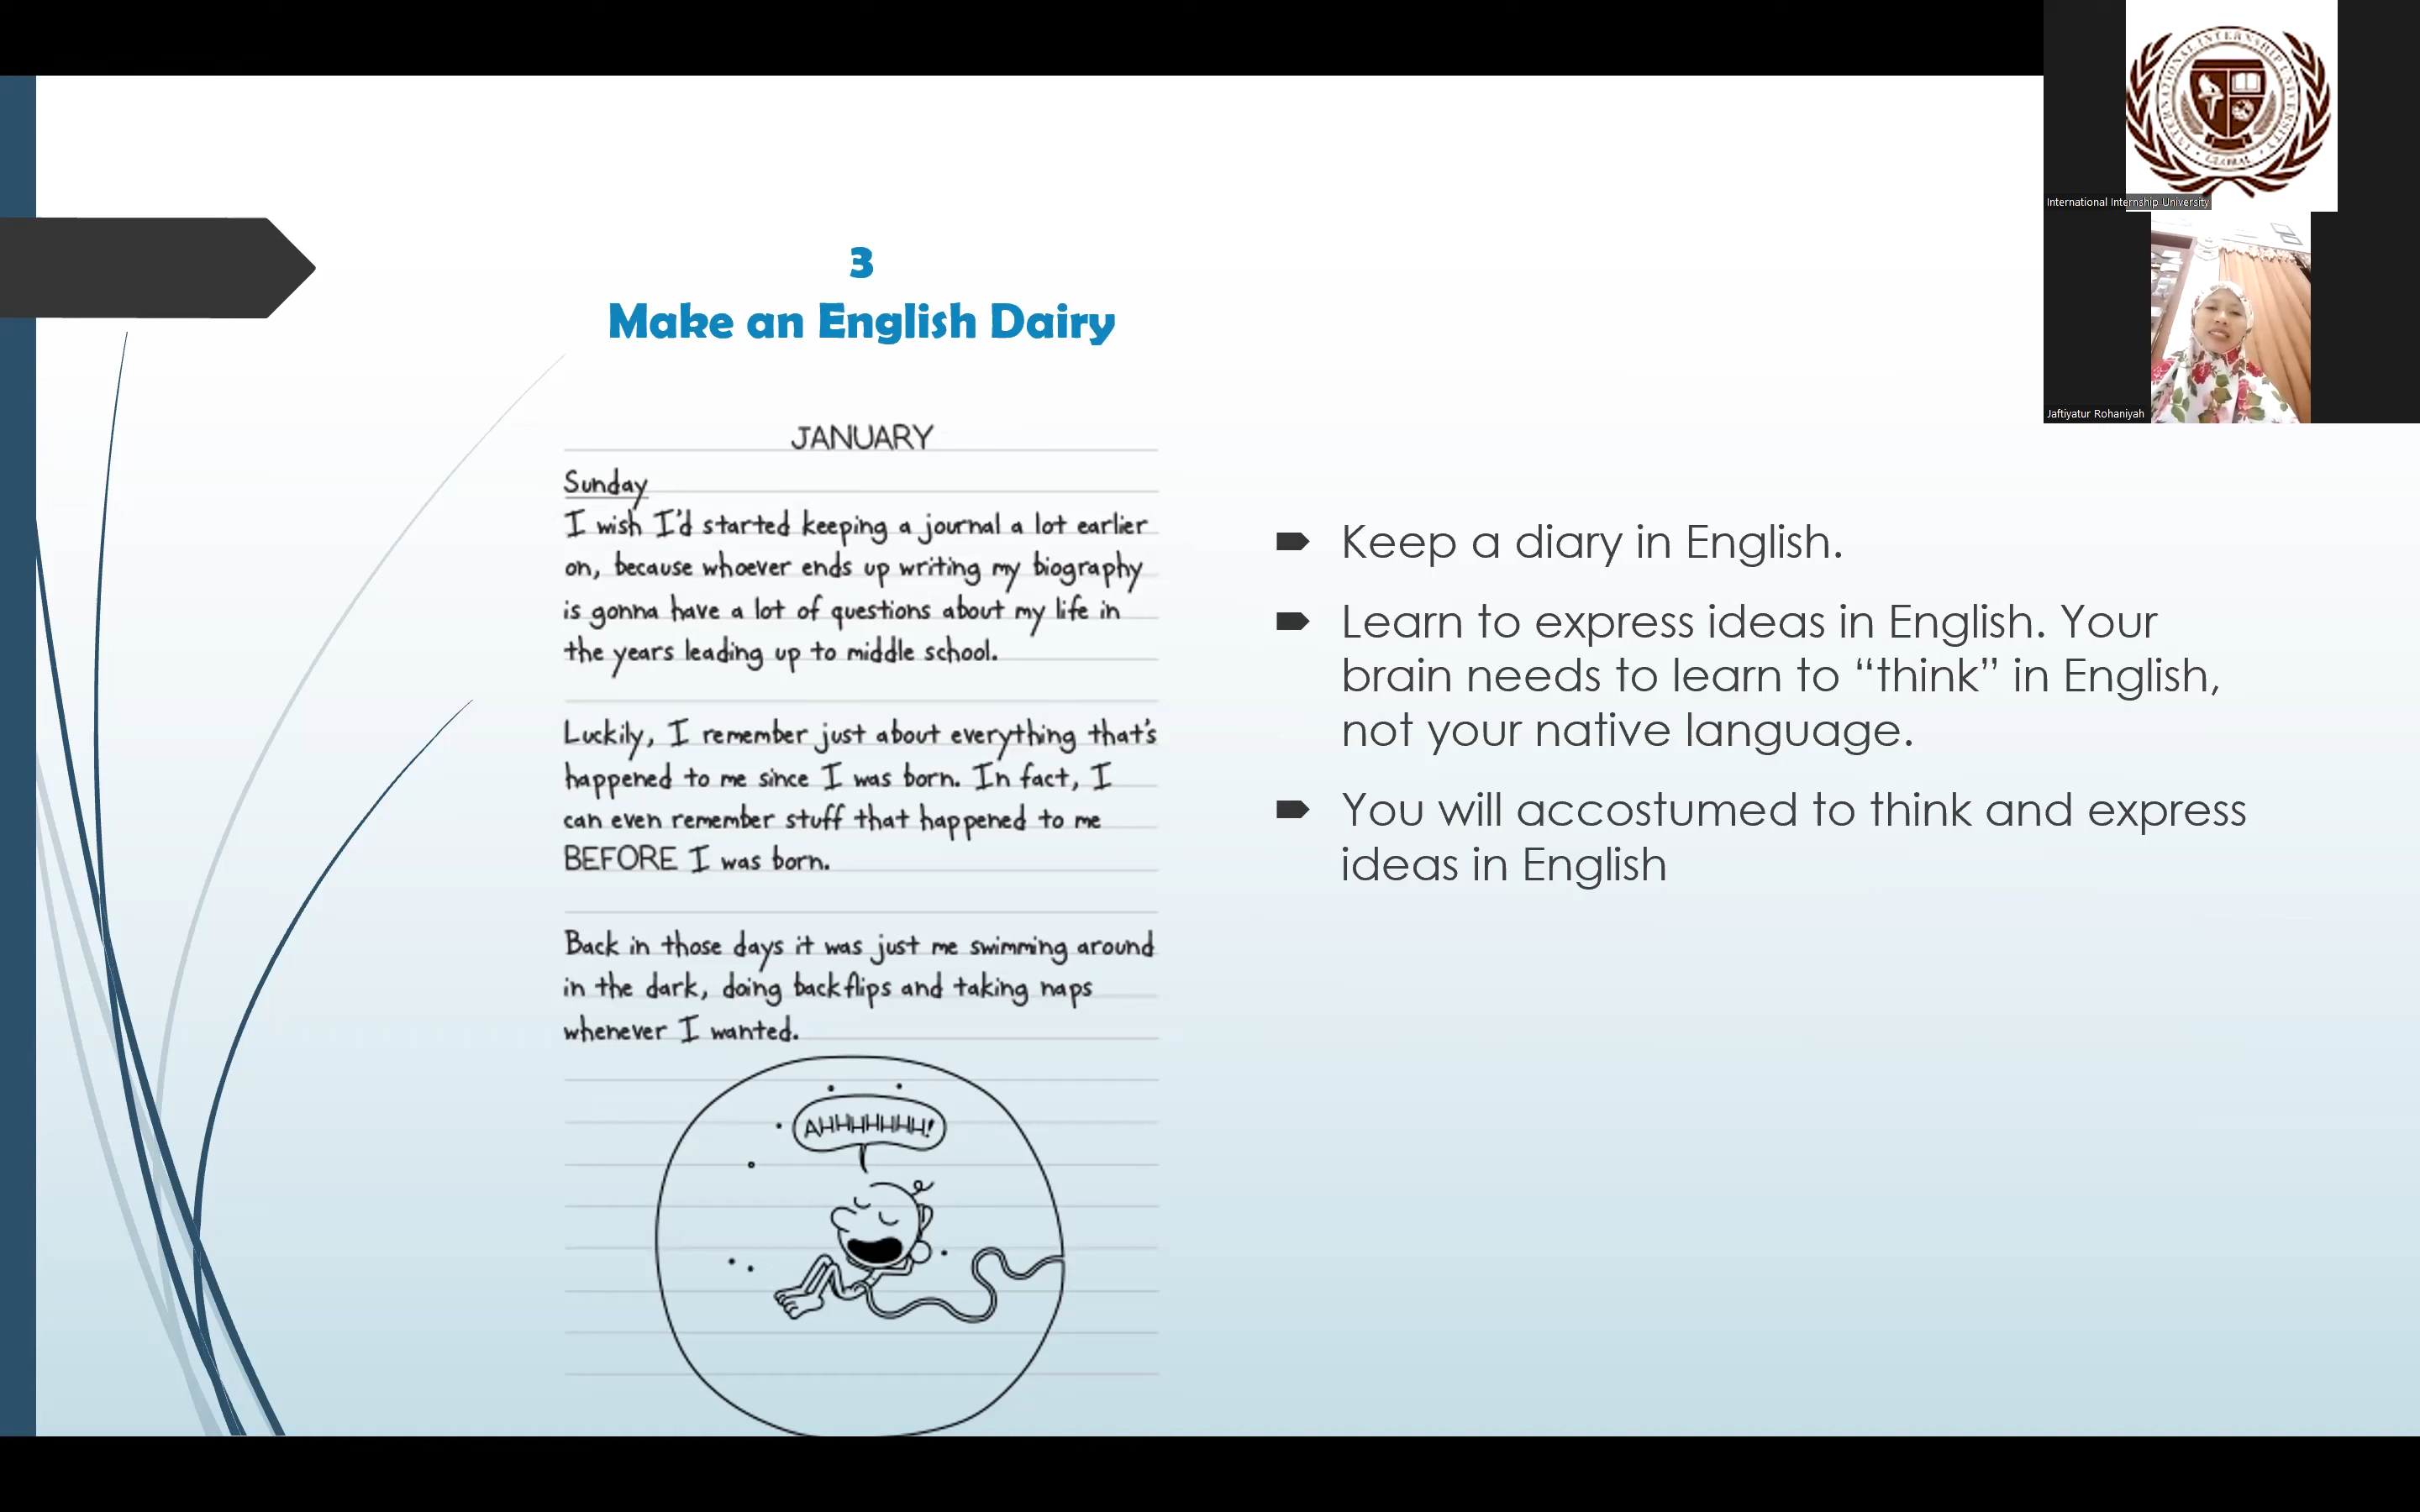 3
Make an English Dairy
JANUARY
Sunday
I wish I'd started keeping a journal a lot earlier
on, because whoever ends up writing my biography
is gonna have a lot of questions about my life in
the years leading up to middle school.
Luckily, I remember just about everything that's
happened to me since I was born. In fact, I
can even remember stuff that happened to me
BEFORE I was born.
Back in those days it was just me swimming around
in the dark, doing backflips and taking naps
whenever I wanted.
AHHHHHHH!
Keep a diary in English.
Learn to express ideas in English. Your
brain needs to learn to “think” in English,
not your native language.
You will accostumed to think and express
ideas in English
INTERNATIONAL INTERNSHIP UNIVERSITY
GLOBAL
International Internship University
Jaftiyatur Rohaniyah